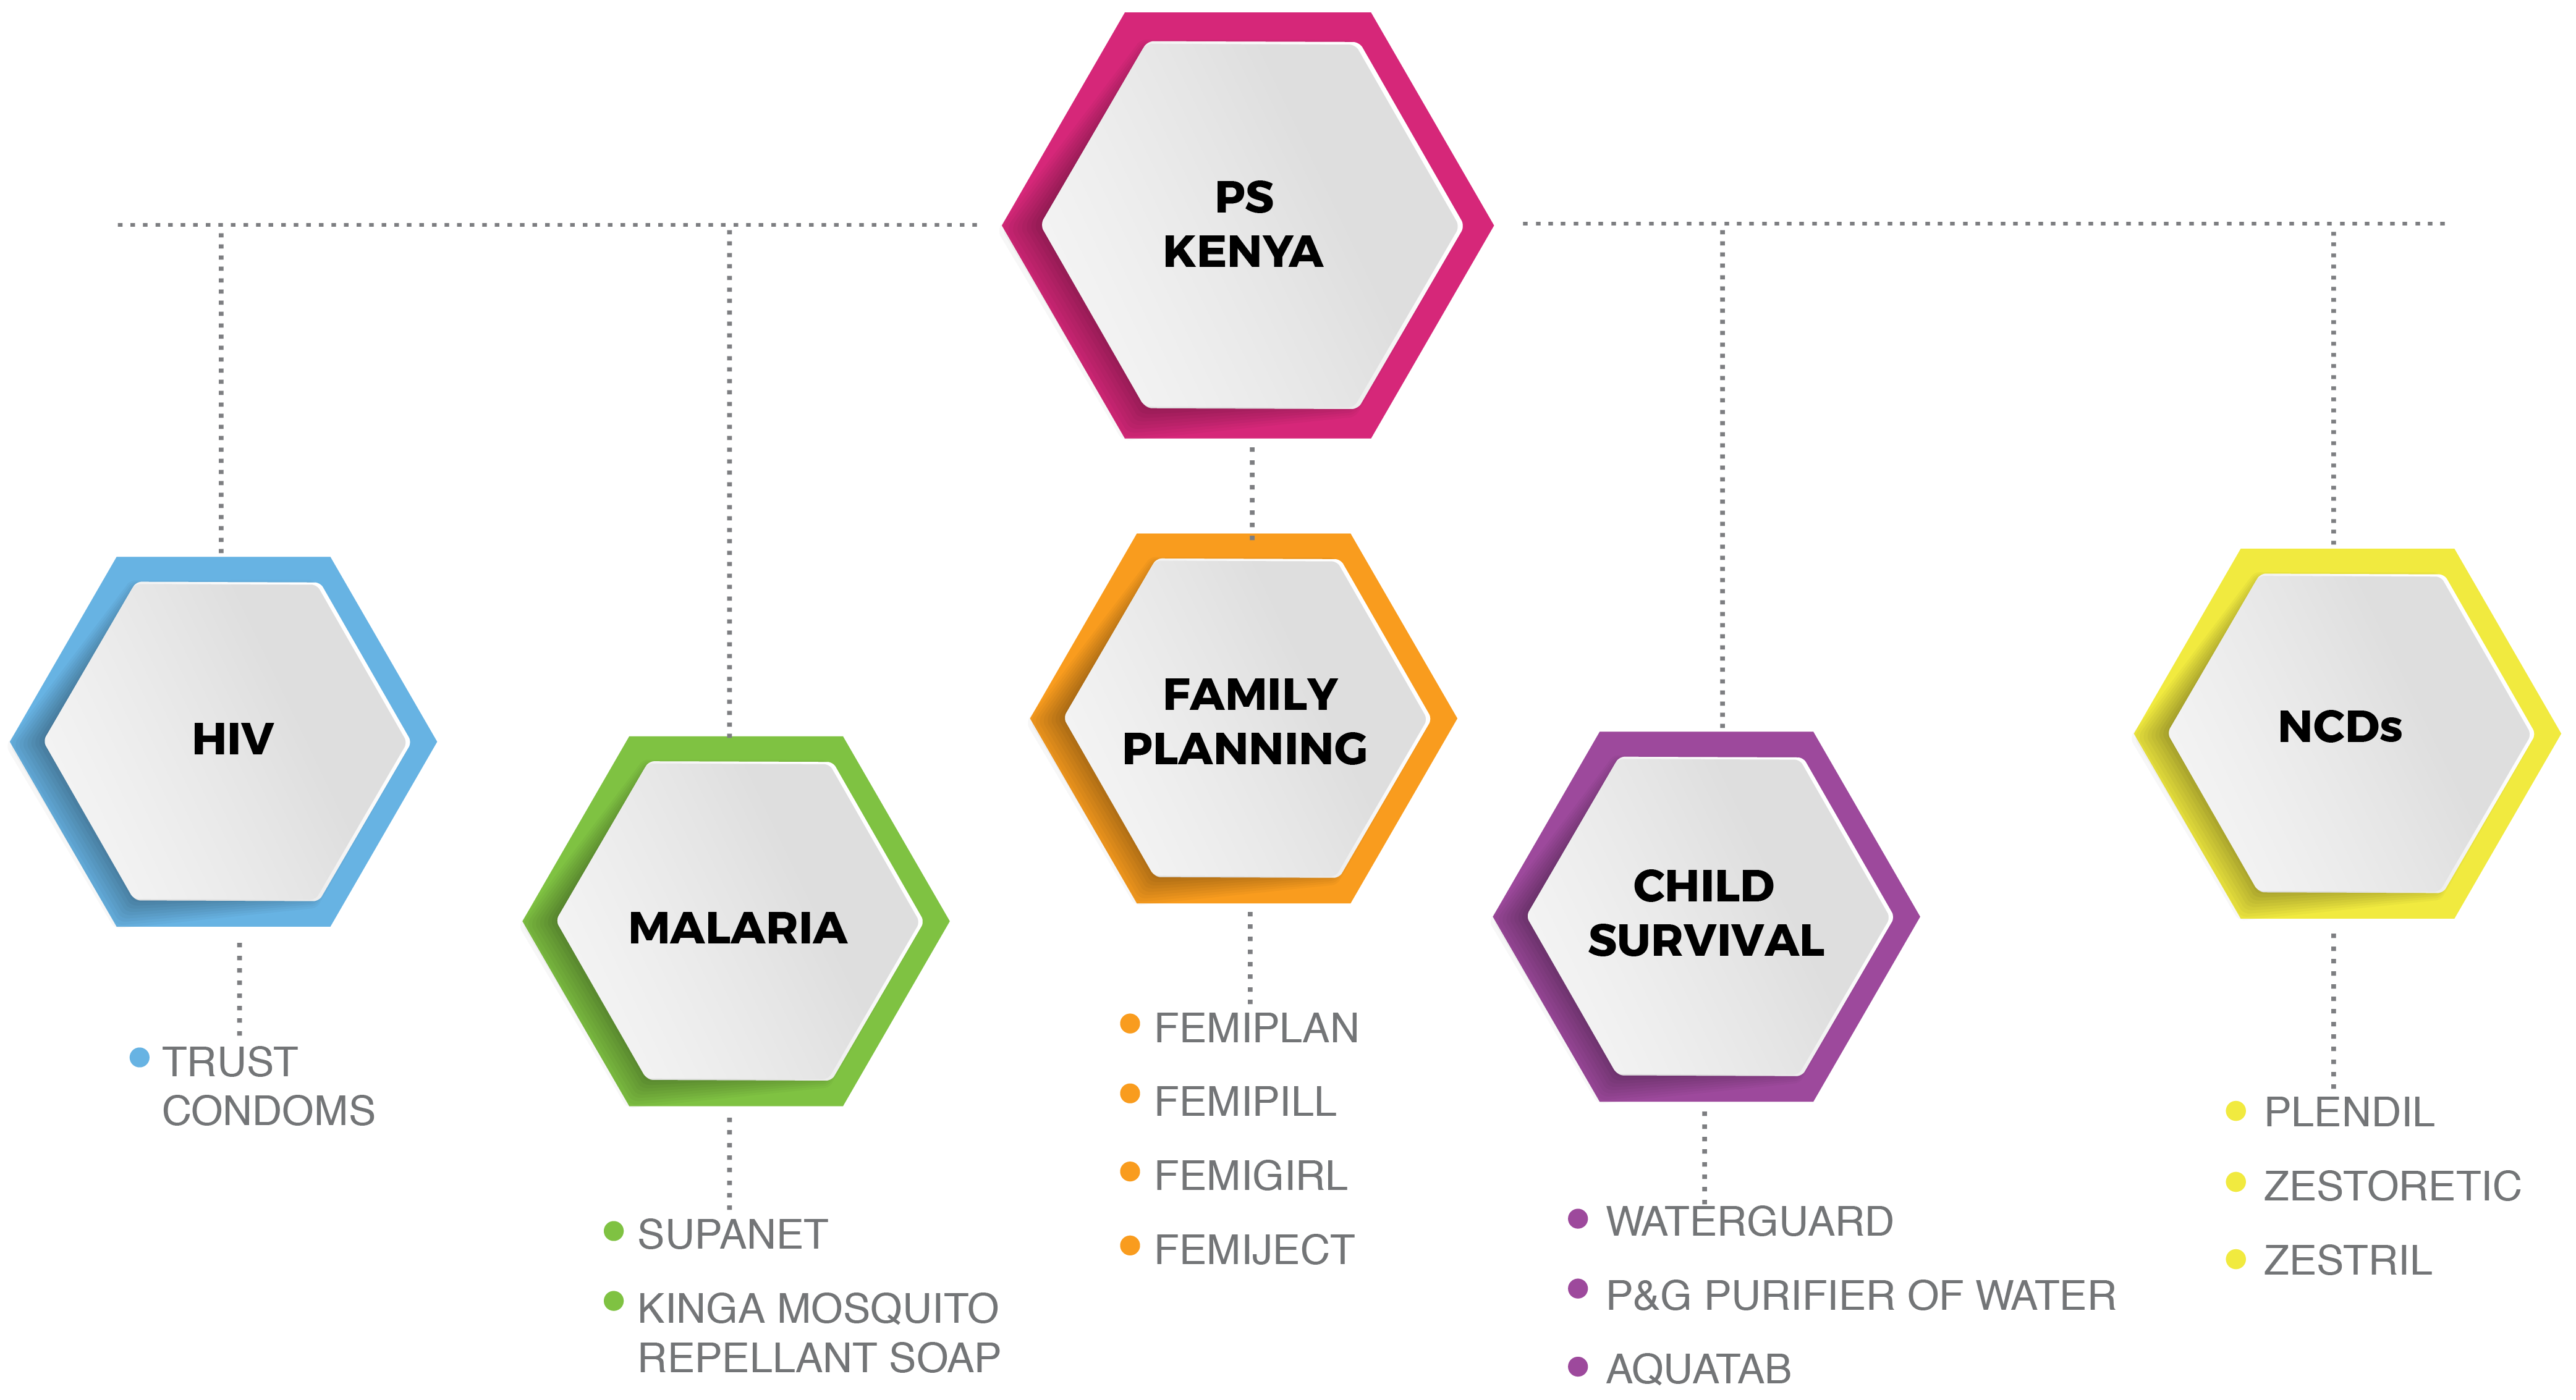 PS
KENYA
HIV
TRUST
CONDOMS
MALARIA
SUPANET
KINGA MOSQUITO
REPELLANT SOAP
FAMILY
PLANNING
FEMIPLAN
FEMIPILL
FEMIGIRL
FEMIJECT
CHILD
SURVIVAL
WATERGUARD
P&G PURIFIER OF WATER
AQUATAB
NCDs
PLENDIL
ZESTORETIC
ZESTRIL